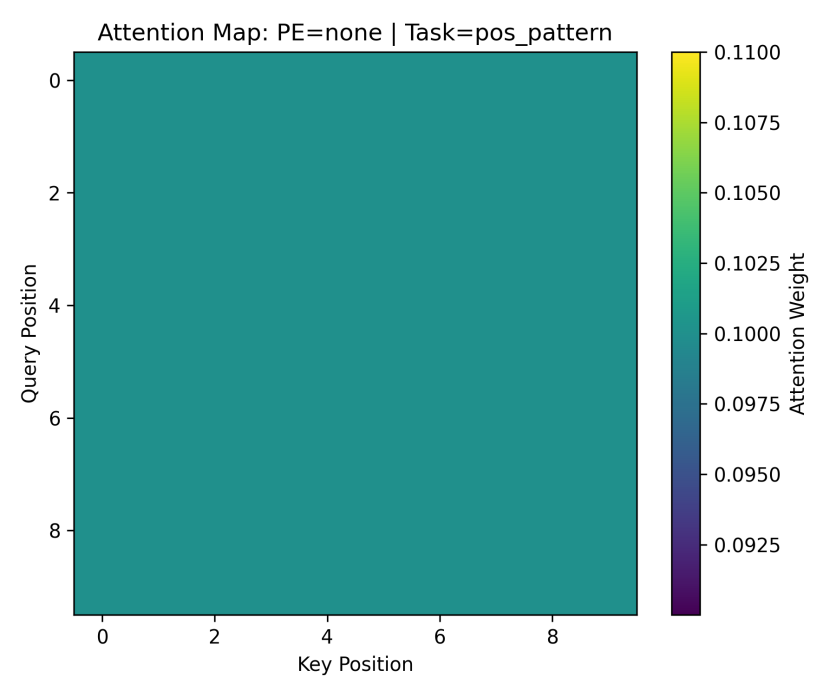 Attention Map: PE=none | Task=pos_pattern
0
2
4
6
8
Query Position
0 2 4 6 8
Key Position
0.1100
0.1075
0.1050
0.1025
0.1000
0.0975
0.0950
0.0925
Attention Weight